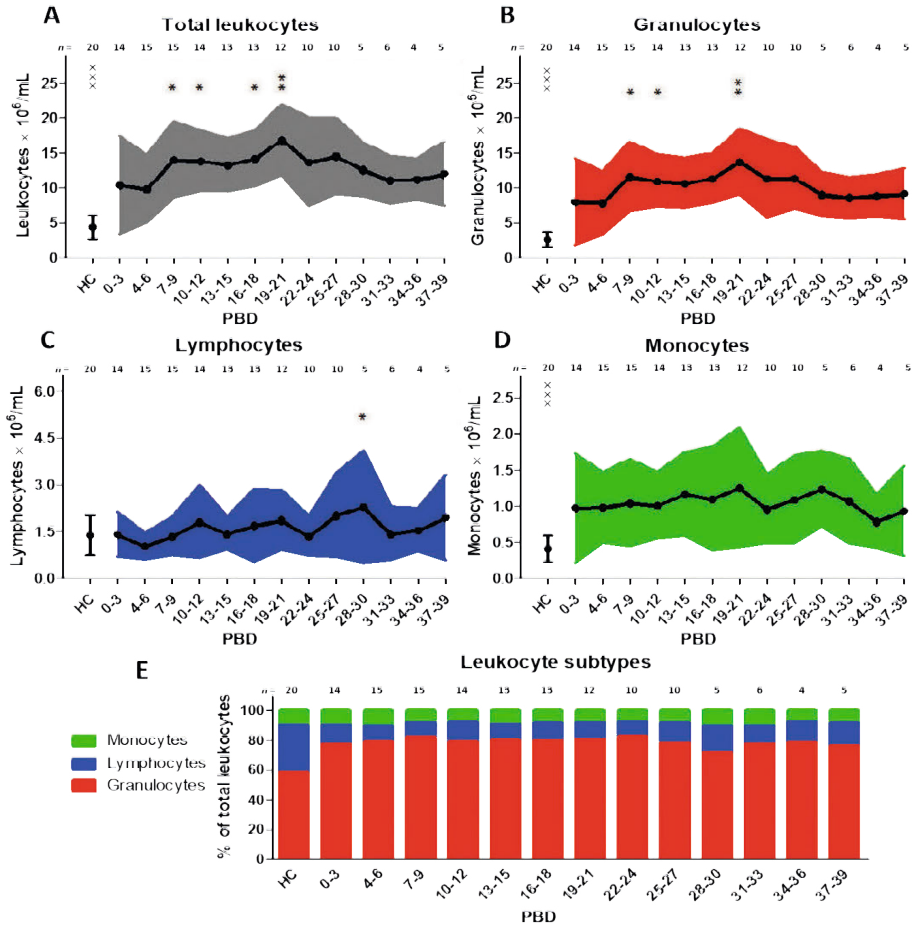 A
Total leukocytes
n = 20 14 15 15 14 13 13 12 10 10 5 6 4 5
Leukocytes × 10⁶/mL
25
20
15
10
5
0
× × ×
* * * * *
HC 0-3 4-6 7-9 10-12 13-15 16-18 19-21 22-24 25-27 28-30 31-33 34-36 37-39
PBD
B
Granulocytes
n = 20 14 15 15 14 13 13 12 10 10 5 6 4 5
Granulocytes × 10⁶/mL
25
20
15
10
5
0
× × ×
* * * *
HC 0-3 4-6 7-9 10-12 13-15 16-18 19-21 22-24 25-27 28-30 31-33 34-36 37-39
PBD
C
Lymphocytes
n = 20 14 15 15 14 13 13 12 10 10 5 6 4 5
Lymphocytes × 10⁶/mL
6.0
4.5
3.0
1.5
0.0
*
HC 0-3 4-6 7-9 10-12 13-15 16-18 19-21 22-24 25-27 28-30 31-33 34-36 37-39
PBD
D
Monocytes
n = 20 14 15 15 14 13 13 12 10 10 5 6 4 5
Monocytes × 10⁶/mL
2.5
2.0
1.5
1.0
0.5
0.0
× × ×
HC 0-3 4-6 7-9 10-12 13-15 16-18 19-21 22-24 25-27 28-30 31-33 34-36 37-39
PBD
E
Leukocyte subtypes
n = 20 14 15 15 14 13 13 12 10 10 5 6 4 5
Monocytes
Lymphocytes
Granulocytes
% of total leukocytes
100
80
60
40
20
0
HC 0-3 4-6 7-9 10-12 13-15 16-18 19-21 22-24 25-27 28-30 31-33 34-36 37-39
PBD